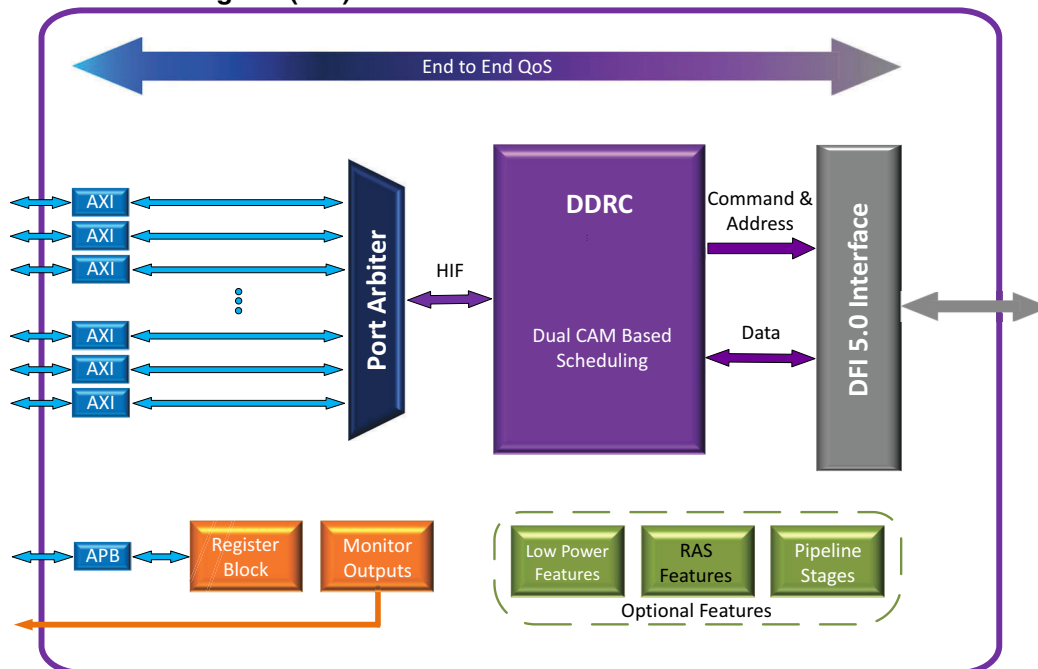 End to End QoS
AXI
AXI
AXI
AXI
AXI
AXI
Port Arbiter
HIF
DDRC
Dual CAM Based
Scheduling
Command &
Address
Data
DFI 5.0 Interface
APB
Register
Block
Monitor
Outputs
Low Power
Features
RAS
Features
Pipeline
Stages
Optional Features